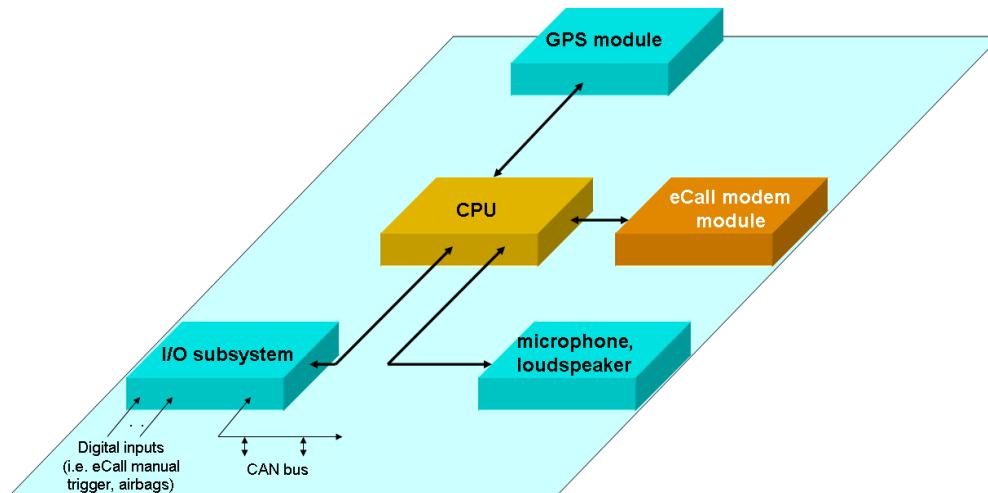 GPS module
CPU
eCall modem
module
I/O subsystem
microphone,
loudspeaker
. .
Digital inputs
(i.e. eCall manual
trigger, airbags)
CAN bus